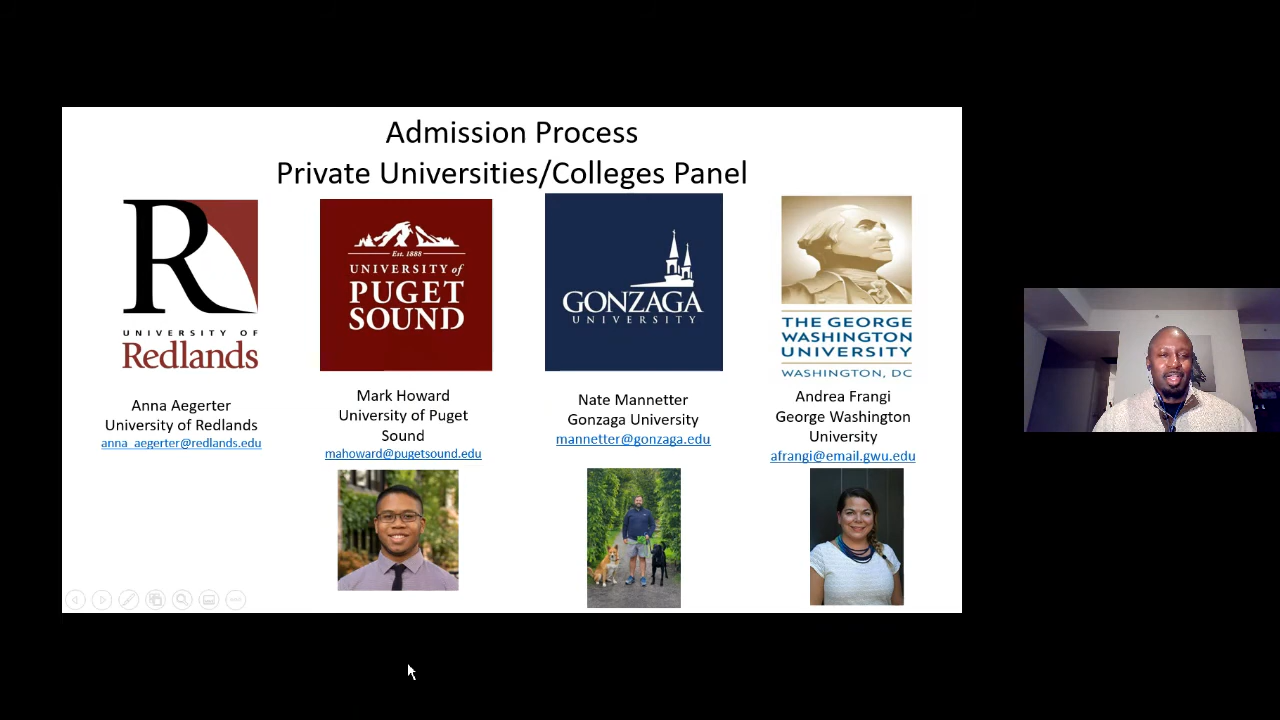 Admission Process
Private Universities/Colleges Panel
R
UNIVERSITY OF
Redlands
Est. 1888
UNIVERSITY of
PUGET
SOUND
GONZAGA
UNIVERSITY
THE GEORGE
WASHINGTON
UNIVERSITY
WASHINGTON, DC
Anna Aegerter
University of Redlands
anna_aegerter@redlands.edu
Mark Howard
University of Puget
Sound
mahoward@pugetsound.edu
Nate Mannetter
Gonzaga University
mannetter@gonzaga.edu
Andrea Frangi
George Washington
University
afrangi@email.gwu.edu